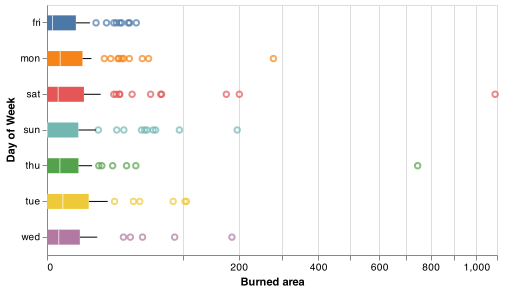 Day of Week
fri
mon
sat
sun
thu
tue
wed
0 200 400 600 800 1,000
Burned area